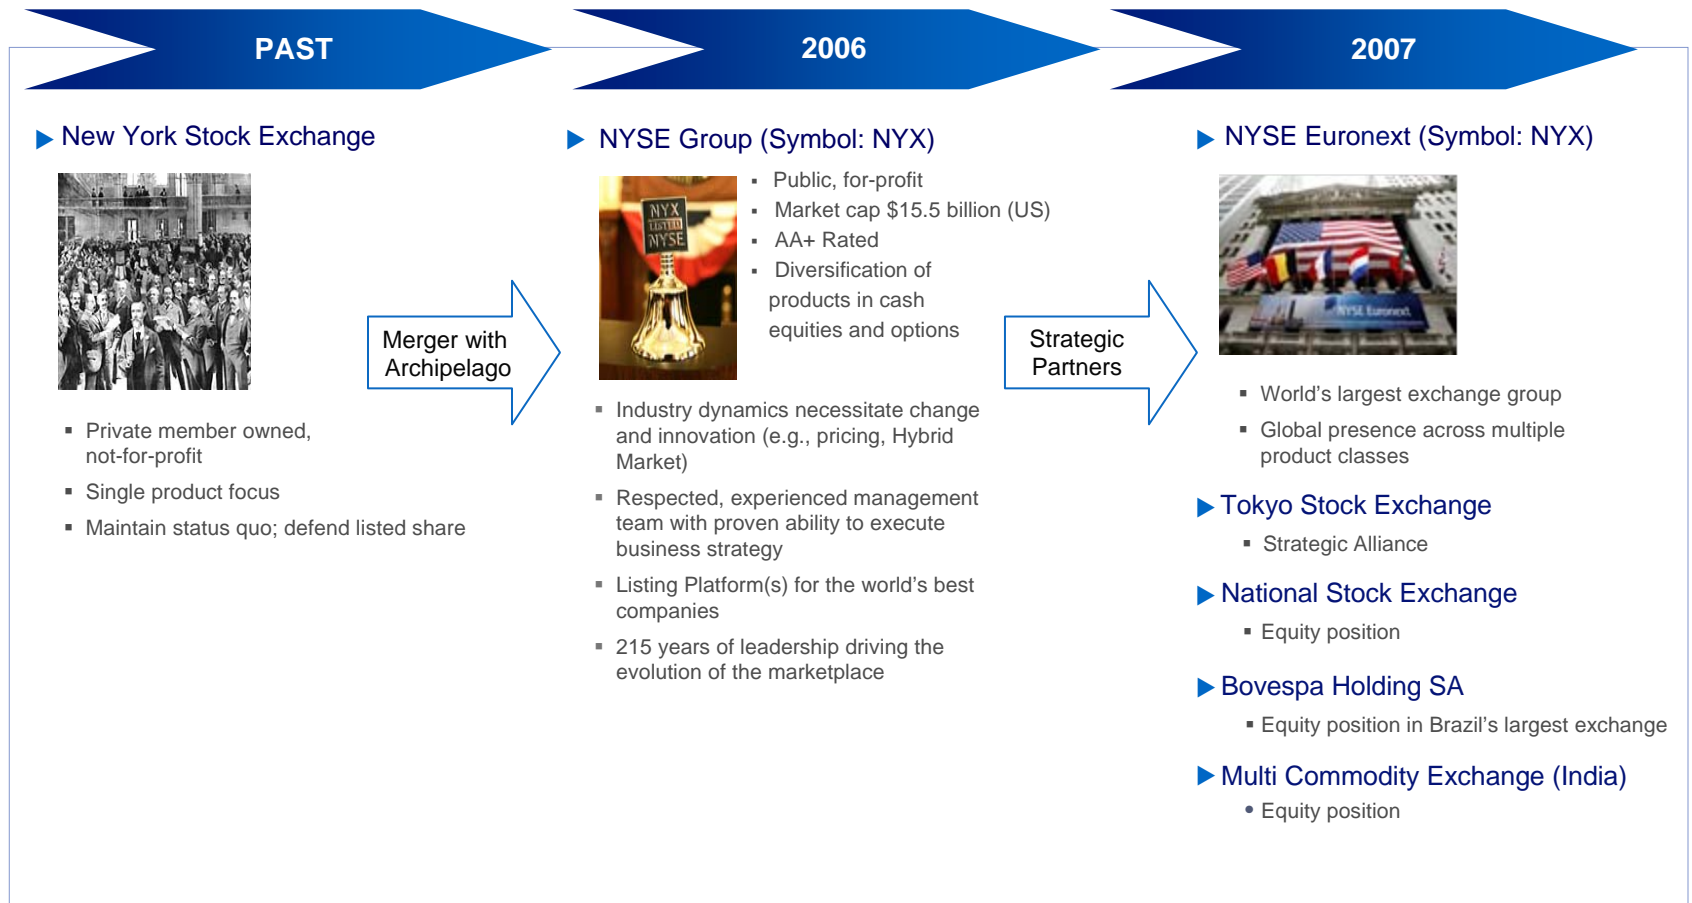 PAST
2006
2007
New York Stock Exchange
Private member owned,
not-for-profit
Single product focus
Maintain status quo; defend listed share
Merger with
Archipelago
NYSE Group (Symbol: NYX)
NYX
LISTED
NYSE
Public, for-profit
Market cap $15.5 billion (US)
AA+ Rated
Diversification of
products in cash
equities and options
Industry dynamics necessitate change
and innovation (e.g., pricing, Hybrid
Market)
Respected, experienced management
team with proven ability to execute
business strategy
Listing Platform(s) for the world’s best
companies
215 years of leadership driving the
evolution of the marketplace
Strategic
Partners
NYSE Euronext (Symbol: NYX)
NYSE Euronext
World’s largest exchange group
Global presence across multiple
product classes
Tokyo Stock Exchange
Strategic Alliance
National Stock Exchange
Equity position
Bovespa Holding SA
Equity position in Brazil’s largest exchange
Multi Commodity Exchange (India)
Equity position